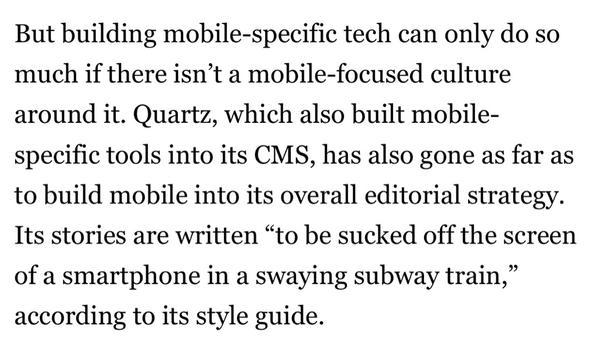 But building mobile-specific tech can only do so
much if there isn’t a mobile-focused culture
around it. Quartz, which also built mobile-
specific tools into its CMS, has also gone as far as
to build mobile into its overall editorial strategy.
Its stories are written “to be sucked off the screen
of a smartphone in a swaying subway train,”
according to its style guide.